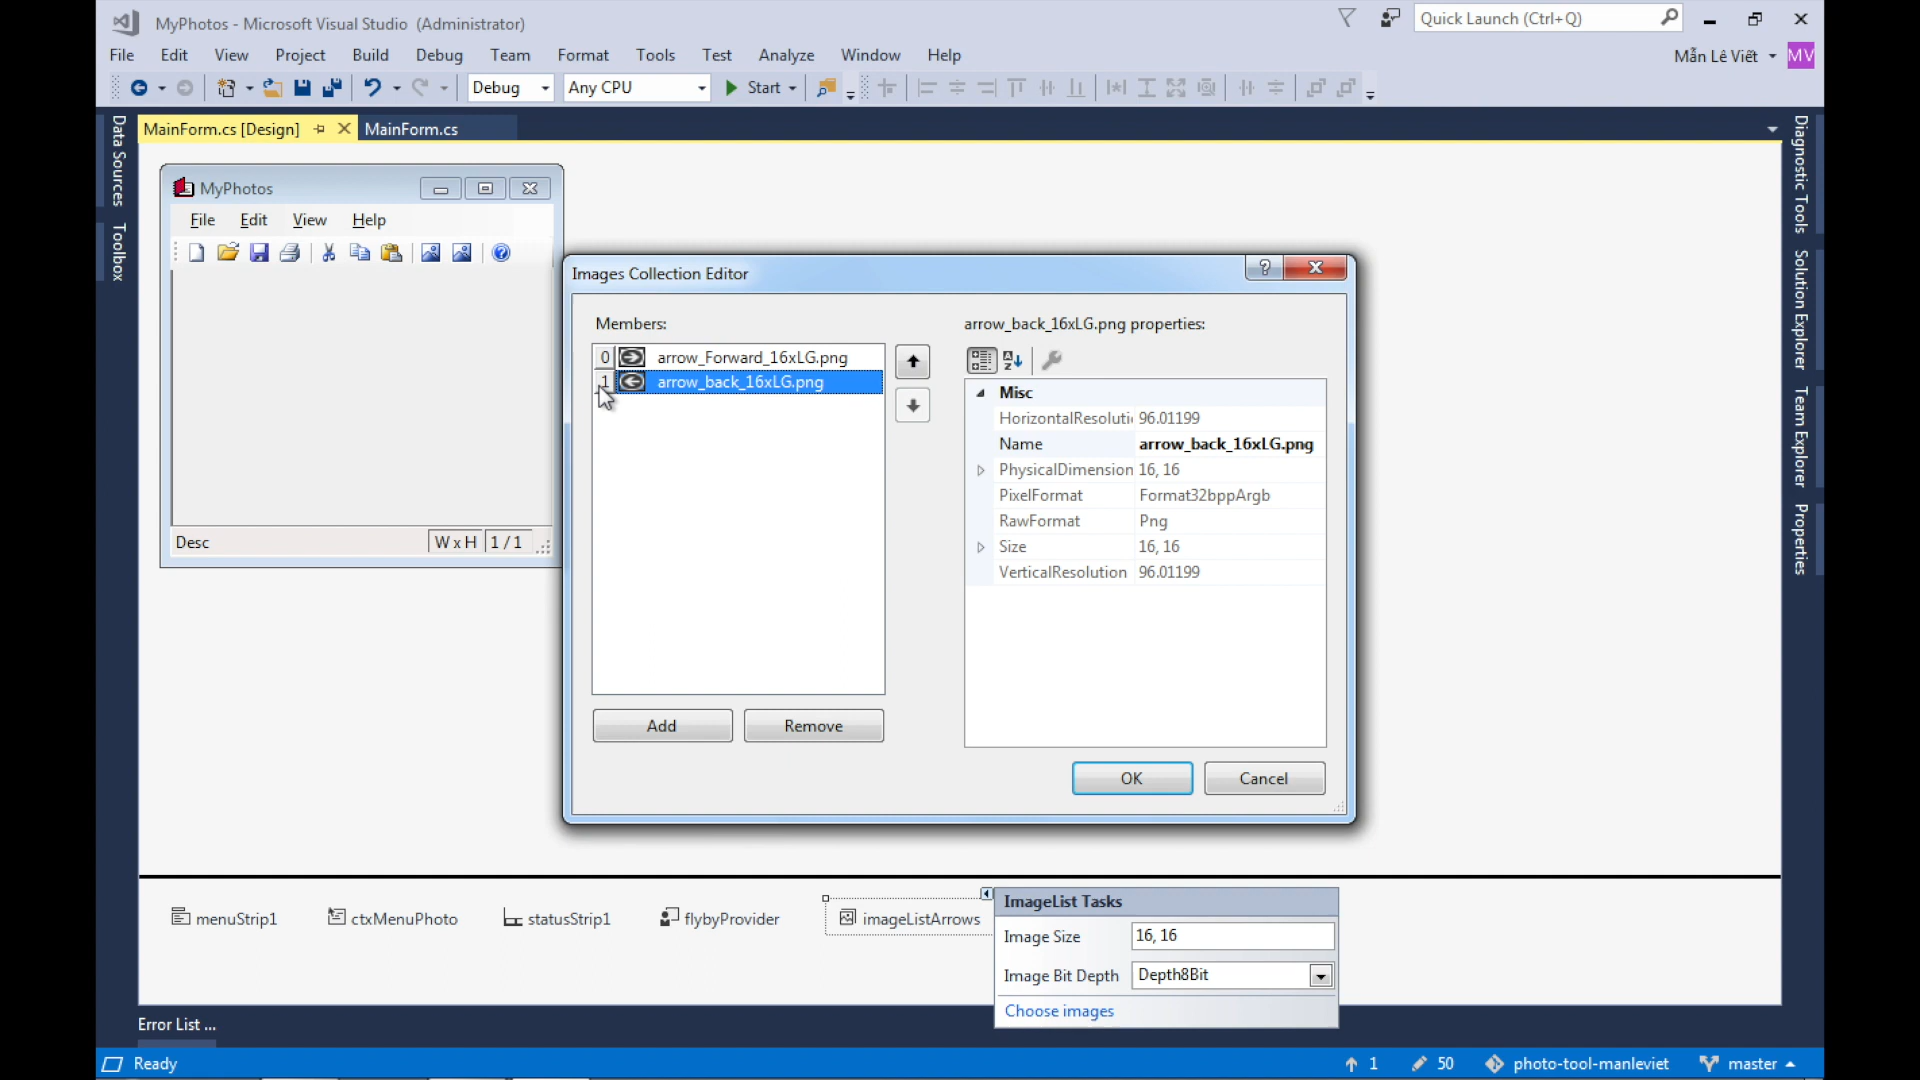 MyPhotos - Microsoft Visual Studio (Administrator)
Quick Launch (Ctrl+Q)
File Edit View Project Build Debug Team Format Tools Test Analyze Window Help
Mẫn Lê Viết
MV
Debug
Any CPU
Start
MainForm.cs [Design]
MainForm.cs
Data Sources
Toolbox
MyPhotos
File Edit View Help
Desc
W x H
1 / 1
Images Collection Editor
Members:
0 arrow_Forward_16xLG.png
1 arrow_back_16xLG.png
Add
Remove
arrow_back_16xLG.png properties:
Misc
HorizontalResoluti 96.01199
Name arrow_back_16xLG.png
PhysicalDimension 16, 16
PixelFormat Format32bppArgb
RawFormat Png
Size 16, 16
VerticalResolution 96.01199
OK
Cancel
Diagnostic Tools
Solution Explorer
Team Explorer
Properties
menuStrip1
ctxMenuPhoto
statusStrip1
flybyProvider
imageListArrows
ImageList Tasks
Image Size 16, 16
Image Bit Depth Depth8Bit
Choose images
Error List ...
Ready
1
50
photo-tool-manleviet
master